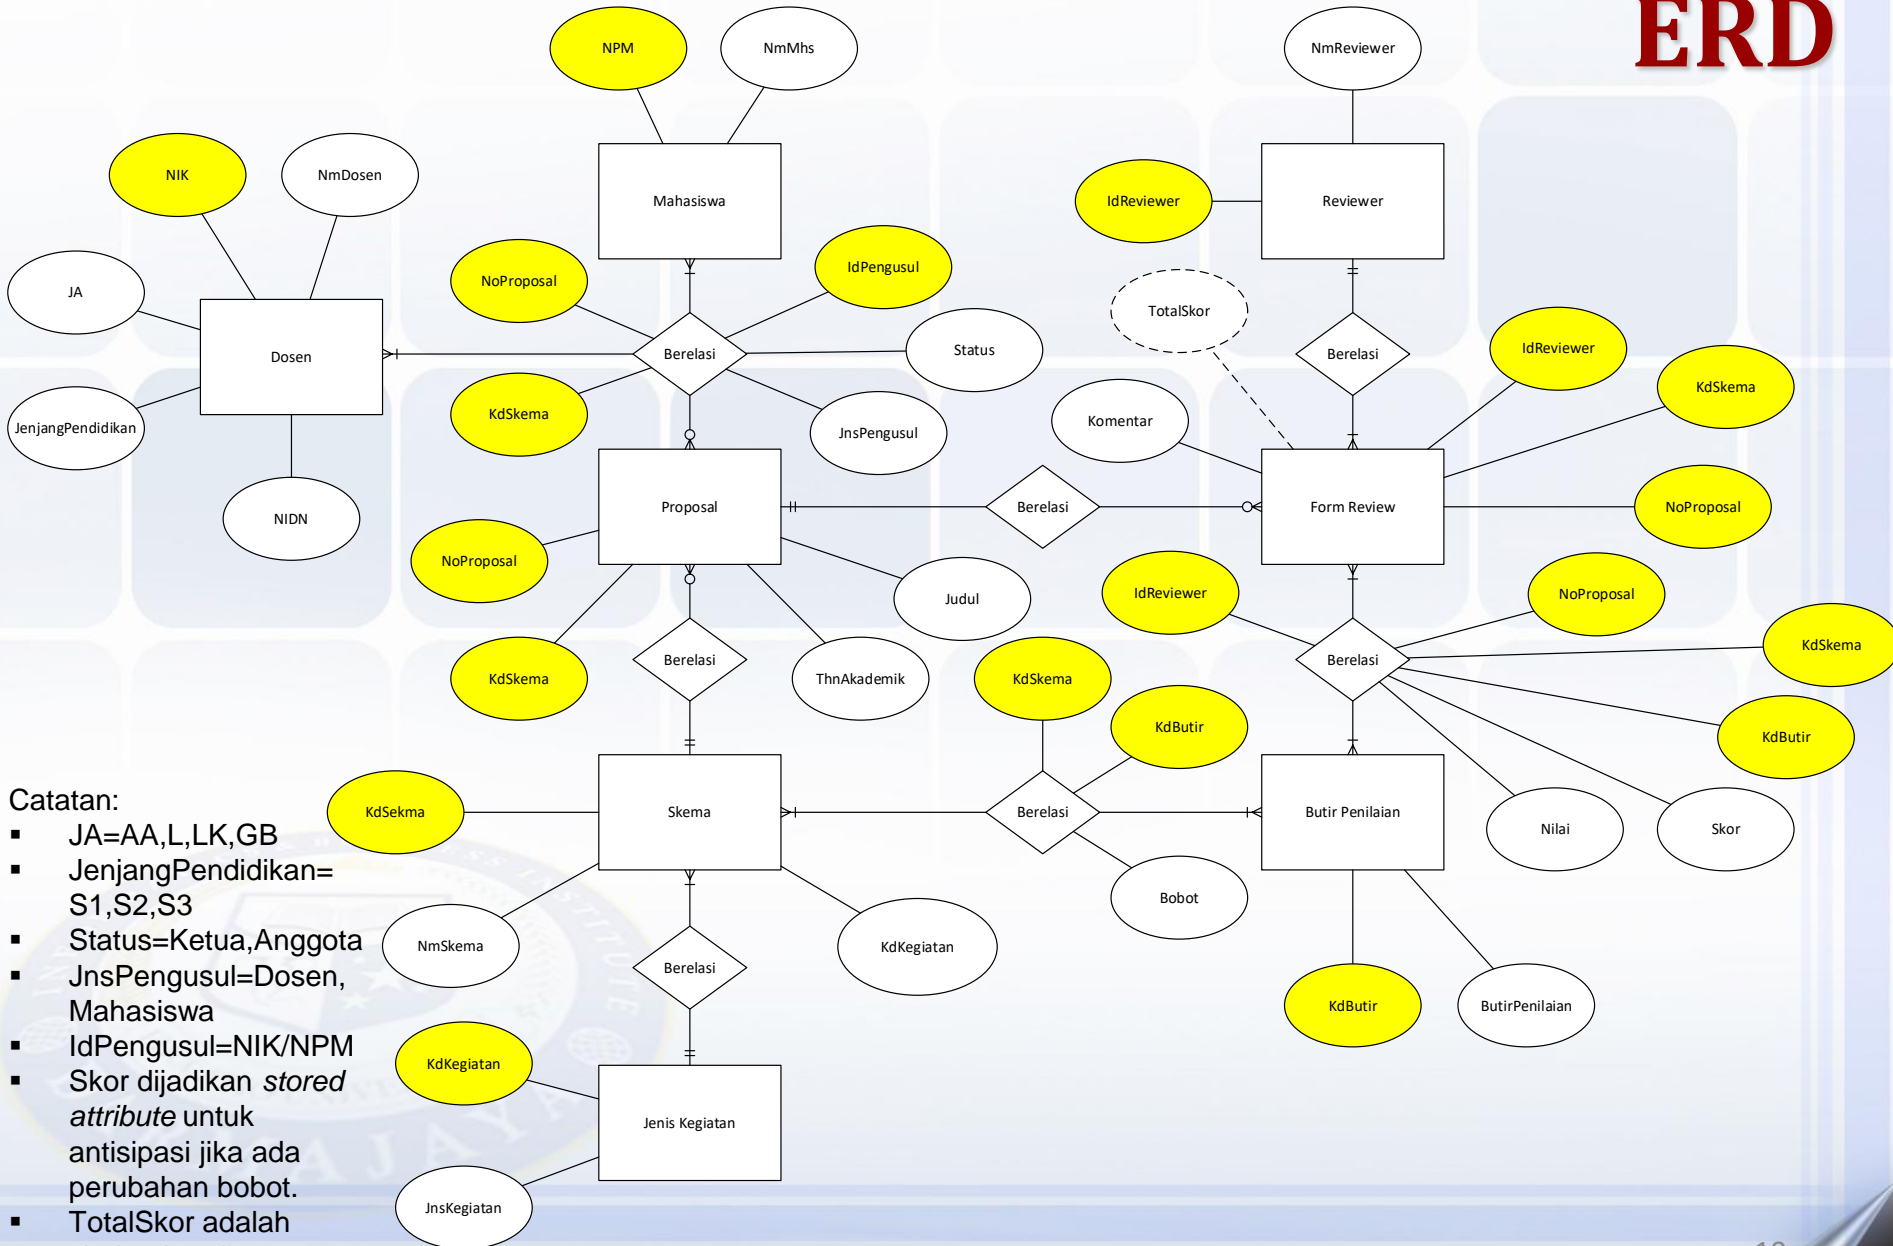 ERD
NPM
NmMhs
NmReviewer
NIK
NmDosen
Mahasiswa
IdReviewer
Reviewer
JA
NoProposal
IdPengusul
TotalSkor
Dosen
Berelasi
Status
Berelasi
IdReviewer
KdSkema
JenjangPendidikan
KdSkema
JnsPengusul
Komentar
NIDN
Proposal
Berelasi
Form Review
NoProposal
NoProposal
Judul
IdReviewer
NoProposal
KdSkema
Berelasi
ThnAkademik
KdSkema
Berelasi
KdSkema
KdButir
KdButir
KdSekma
Skema
Berelasi
Butir Penilaian
Nilai
Skor
Bobot
NmSkema
Berelasi
KdKegiatan
KdButir
ButirPenilaian
KdKegiatan
Jenis Kegiatan
JnsKegiatan
Catatan:
▪ JA=AA,L,LK,GB
▪ JenjangPendidikan=
S1,S2,S3
▪ Status=Ketua,Anggota
▪ JnsPengusul=Dosen,
Mahasiswa
▪ IdPengusul=NIK/NPM
▪ Skor dijadikan stored
attribute untuk
antisipasi jika ada
perubahan bobot.
▪ TotalSkor adalah